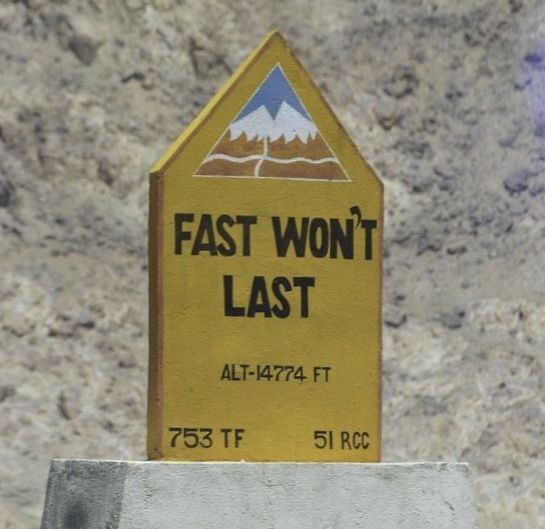 FAST WON'T
LAST
ALT-14774 FT
753 TF 51 RCC